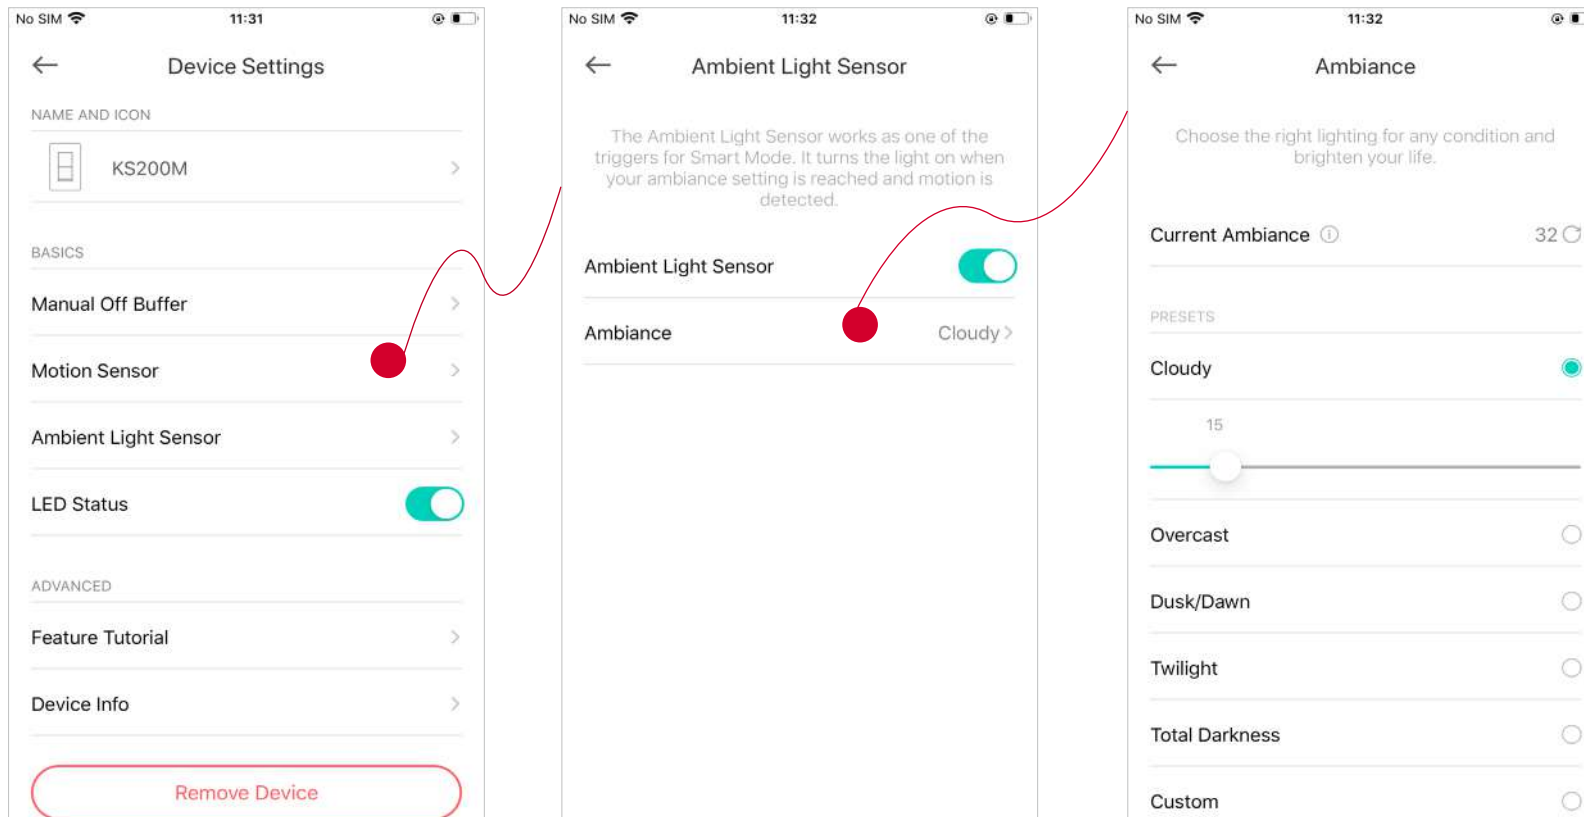 No SIM 11:31
Device Settings
NAME AND ICON
KS200M
BASICS
Manual Off Buffer
Motion Sensor
Ambient Light Sensor
LED Status
ADVANCED
Feature Tutorial
Device Info
Remove Device
No SIM 11:32
Ambient Light Sensor
The Ambient Light Sensor works as one of the
triggers for Smart Mode. It turns the light on when
your ambiance setting is reached and motion is
detected.
Ambient Light Sensor
Ambiance Cloudy
No SIM 11:32
Ambiance
Choose the right lighting for any condition and
brighten your life.
Current Ambiance 32
PRESETS
Cloudy
15
Overcast
Dusk/Dawn
Twilight
Total Darkness
Custom